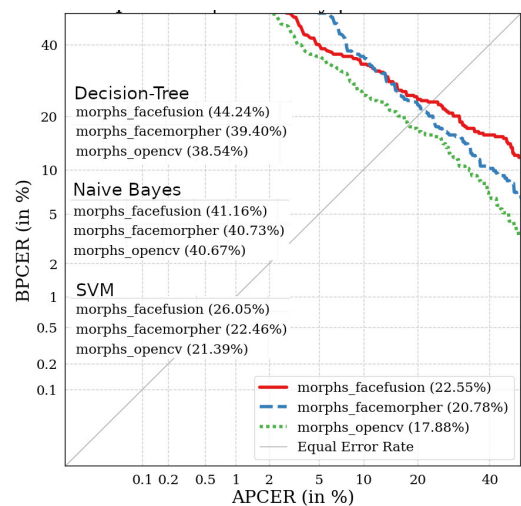 40
20
10
5
2
1
0.5
0.2
0.1
BPCER (in %)
Decision-Tree
morphs_facefusion (44.24%)
morphs_facemorpher (39.40%)
morphs_opencv (38.54%)
Naive Bayes
morphs_facefusion (41.16%)
morphs_facemorpher (40.73%)
morphs_opencv (40.67%)
SVM
morphs_facefusion (26.05%)
morphs_facemorpher (22.46%)
morphs_opencv (21.39%)
morphs_facefusion (22.55%)
morphs_facemorpher (20.78%)
morphs_opencv (17.88%)
Equal Error Rate
0.1 0.2 0.5 1 2 5 10 20 40
APCER (in %)